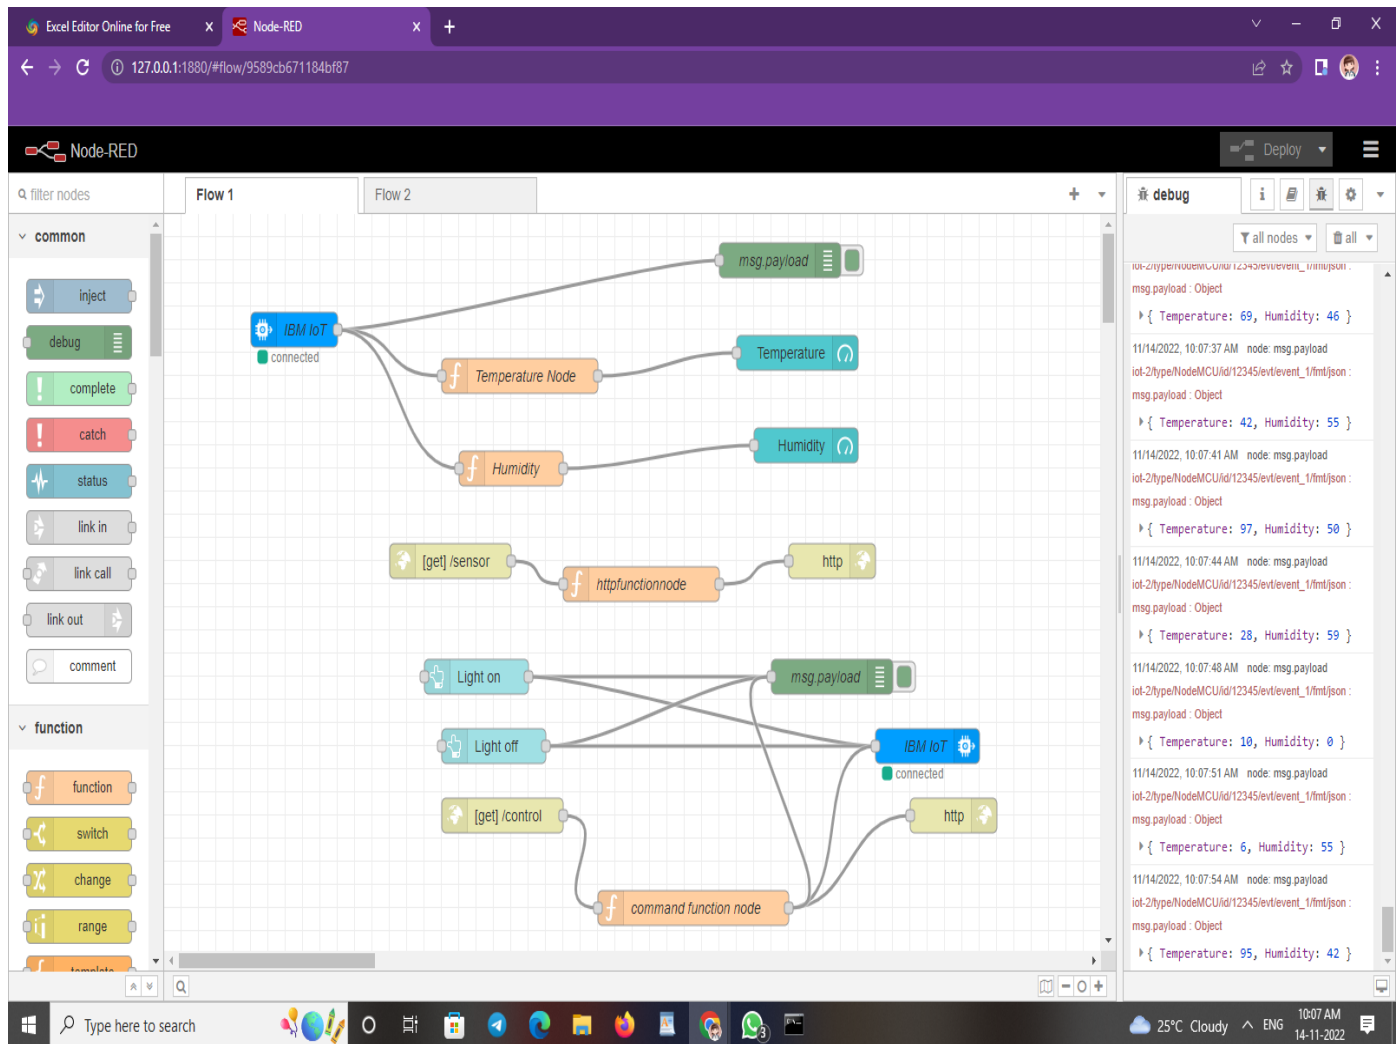 Excel Editor Online for Free
Node-RED
127.0.0.1:1880/#flow/9589cb671184bf87
Node-RED
Deploy
filter nodes
Flow 1
Flow 2
debug
i
all nodes
all
common
inject
debug
complete
catch
status
link in
link call
link out
comment
function
function
switch
change
range
template
msg.payload
IBM IoT
connected
Temperature Node
Temperature
Humidity
Humidity
[get] /sensor
httpfunctionnode
http
Light on
msg.payload
Light off
IBM IoT
connected
[get] /control
http
command function node
iot-2/type/NodeMCU/id/12345/evt/event_1/fmt/json :
msg.payload : Object
{ Temperature: 69, Humidity: 46 }
11/14/2022, 10:07:37 AM node: msg.payload
iot-2/type/NodeMCU/id/12345/evt/event_1/fmt/json :
msg.payload : Object
{ Temperature: 42, Humidity: 55 }
11/14/2022, 10:07:41 AM node: msg.payload
iot-2/type/NodeMCU/id/12345/evt/event_1/fmt/json :
msg.payload : Object
{ Temperature: 97, Humidity: 50 }
11/14/2022, 10:07:44 AM node: msg.payload
iot-2/type/NodeMCU/id/12345/evt/event_1/fmt/json :
msg.payload : Object
{ Temperature: 28, Humidity: 59 }
11/14/2022, 10:07:48 AM node: msg.payload
iot-2/type/NodeMCU/id/12345/evt/event_1/fmt/json :
msg.payload : Object
{ Temperature: 10, Humidity: 0 }
11/14/2022, 10:07:51 AM node: msg.payload
iot-2/type/NodeMCU/id/12345/evt/event_1/fmt/json :
msg.payload : Object
{ Temperature: 6, Humidity: 55 }
11/14/2022, 10:07:54 AM node: msg.payload
iot-2/type/NodeMCU/id/12345/evt/event_1/fmt/json :
msg.payload : Object
{ Temperature: 95, Humidity: 42 }
Type here to search
3
25°C Cloudy
ENG
10:07 AM
14-11-2022